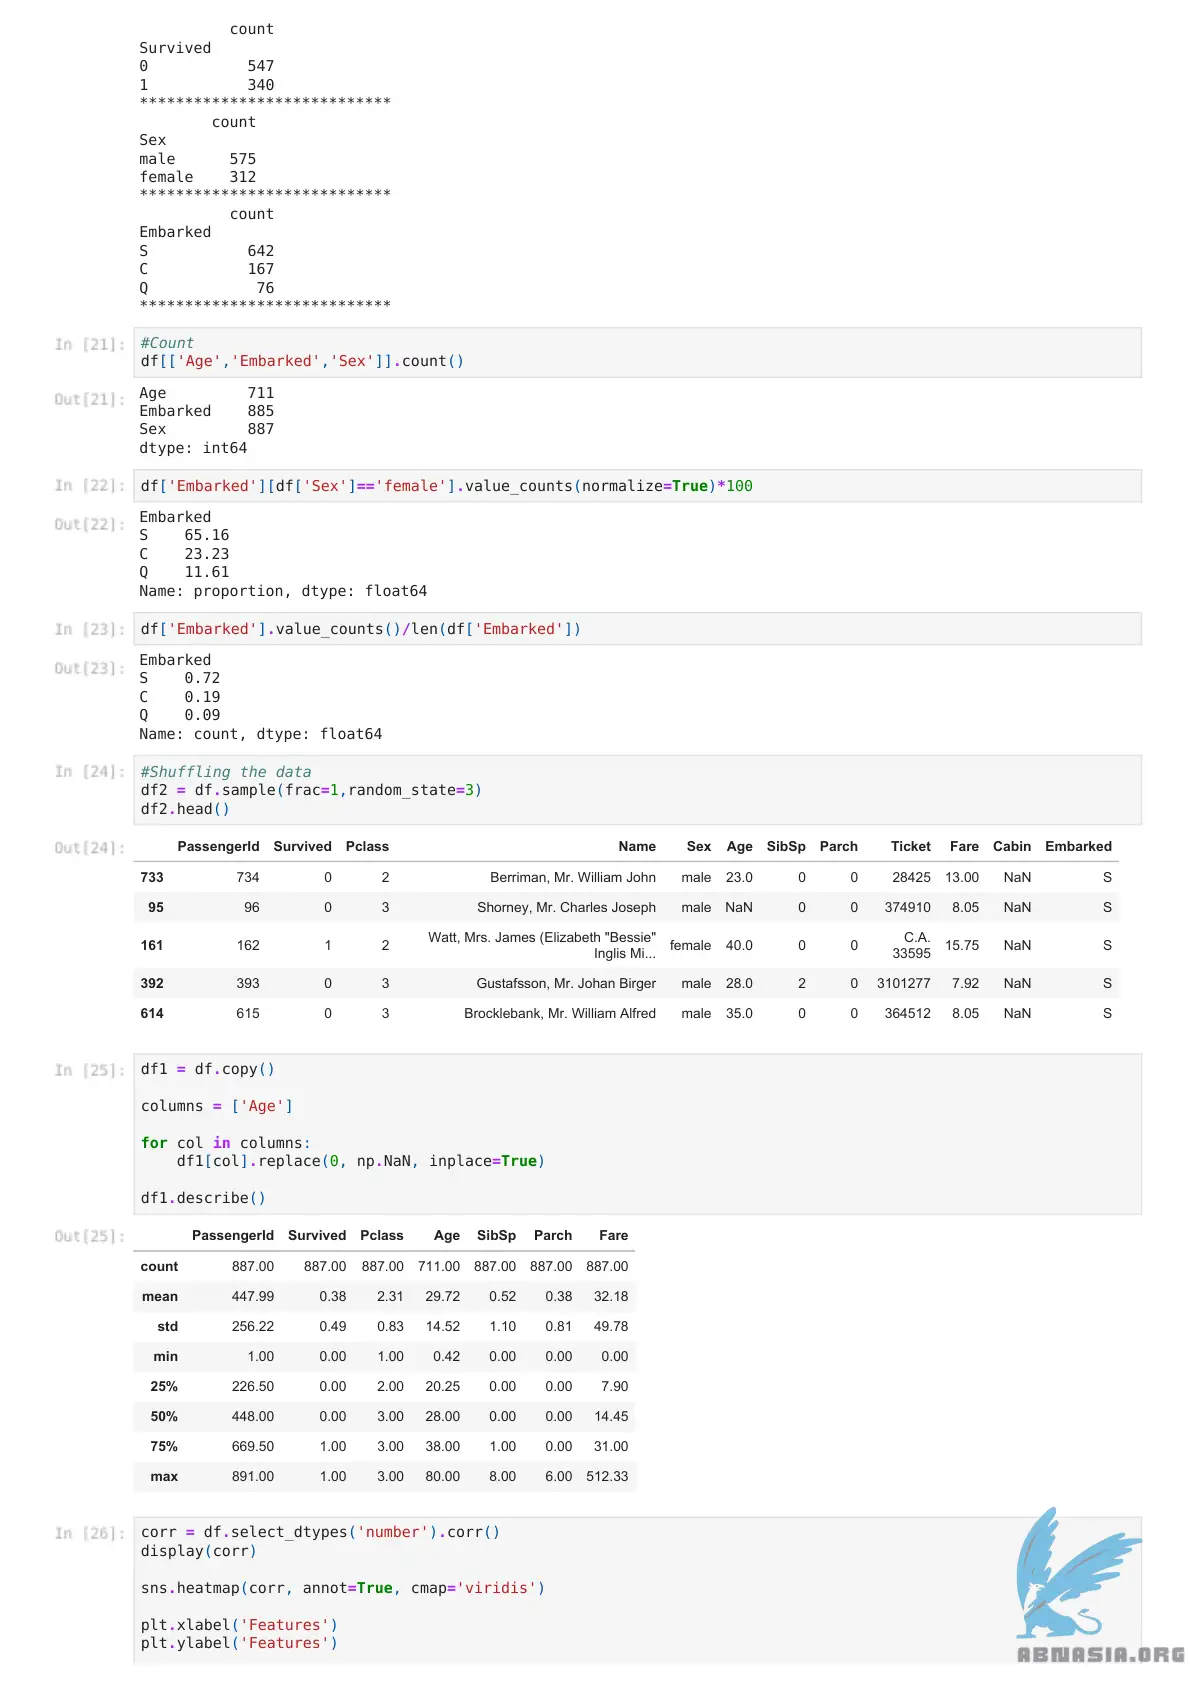 count
Survived
0 547
1 340
****************************
count
Sex
male 575
female 312
****************************
count
Embarked
S 642
C 167
Q 76
****************************
In [21]: #Count
df[['Age','Embarked','Sex']].count()
Out[21]: Age 711
Embarked 885
Sex 887
dtype: int64
In [22]: df['Embarked'][df['Sex']=='female'].value_counts(normalize=True)*100
Out[22]: Embarked
S 65.16
C 23.23
Q 11.61
Name: proportion, dtype: float64
In [23]: df['Embarked'].value_counts()/len(df['Embarked'])
Out[23]: Embarked
S 0.72
C 0.19
Q 0.09
Name: count, dtype: float64
In [24]: #Shuffling the data
df2 = df.sample(frac=1,random_state=3)
df2.head()
Out[24]: PassengerId Survived Pclass Name Sex Age SibSp Parch Ticket Fare Cabin Embarked
733 734 0 2 Berriman, Mr. William John male 23.0 0 0 28425 13.00 NaN S
95 96 0 3 Shorney, Mr. Charles Joseph male NaN 0 0 374910 8.05 NaN S
161 162 1 2 Watt, Mrs. James (Elizabeth "Bessie" Inglis Mi... female 40.0 0 0 C.A. 33595 15.75 NaN S
392 393 0 3 Gustafsson, Mr. Johan Birger male 28.0 2 0 3101277 7.92 NaN S
614 615 0 3 Brocklebank, Mr. William Alfred male 35.0 0 0 364512 8.05 NaN S
In [25]: df1 = df.copy()
columns = ['Age']
for col in columns:
df1[col].replace(0, np.NaN, inplace=True)
df1.describe()
Out[25]: PassengerId Survived Pclass Age SibSp Parch Fare
count 887.00 887.00 887.00 711.00 887.00 887.00 887.00
mean 447.99 0.38 2.31 29.72 0.52 0.38 32.18
std 256.22 0.49 0.83 14.52 1.10 0.81 49.78
min 1.00 0.00 1.00 0.42 0.00 0.00 0.00
25% 226.50 0.00 2.00 20.25 0.00 0.00 7.90
50% 448.00 0.00 3.00 28.00 0.00 0.00 14.45
75% 669.50 1.00 3.00 38.00 1.00 0.00 31.00
max 891.00 1.00 3.00 80.00 8.00 6.00 512.33
In [26]: corr = df.select_dtypes('number').corr()
display(corr)
sns.heatmap(corr, annot=True, cmap='viridis')
plt.xlabel('Features')
plt.ylabel('Features')
ABNASIA.ORG